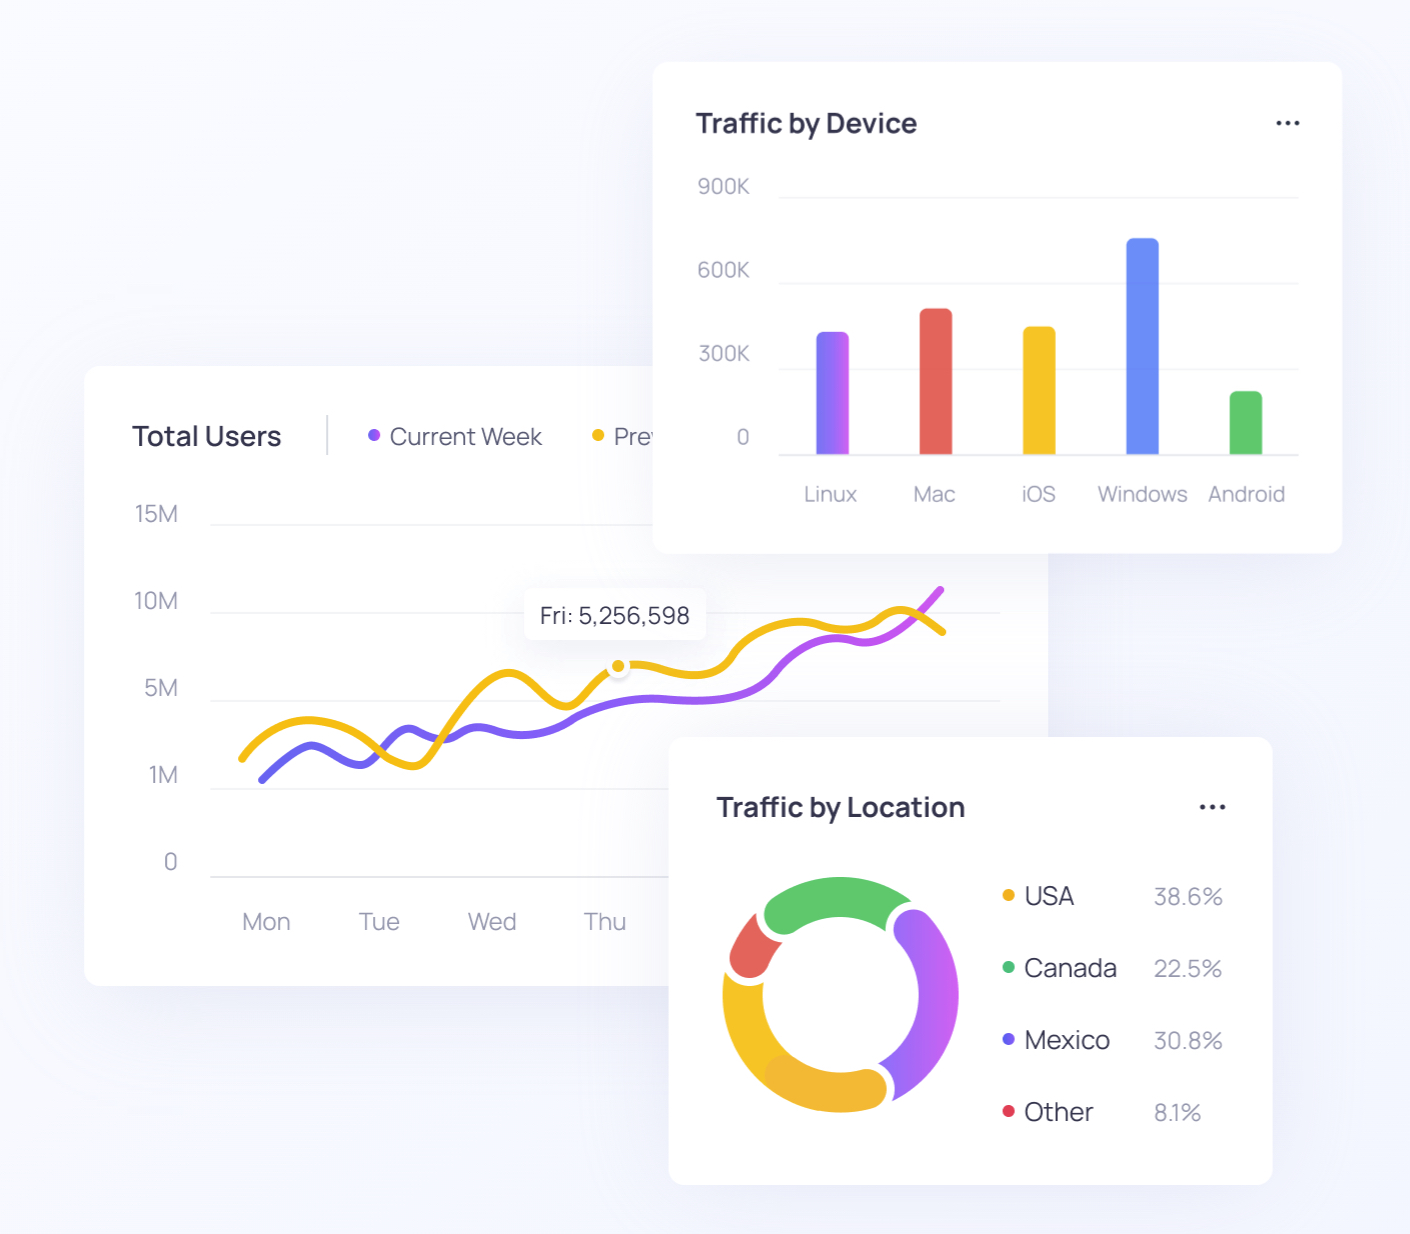 Traffic by Device
900K
600K
300K
0
Linux Mac iOS Windows Android
Total Users
Current Week
15M
10M
5M
1M
0
Fri: 5,256,598
Mon Tue Wed Thu
Traffic by Location
USA 38.6%
Canada 22.5%
Mexico 30.8%
Other 8.1%